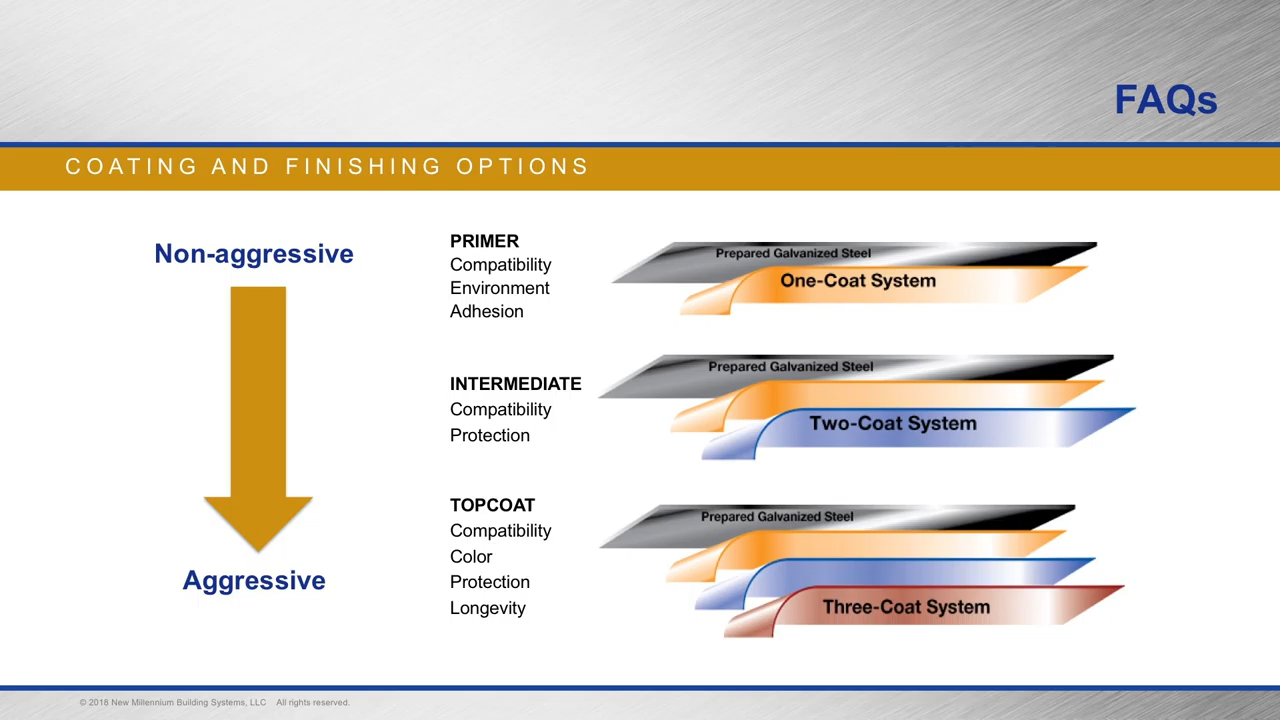 FAQs
COATING AND FINISHING OPTIONS
Non-aggressive
Aggressive
PRIMER
Compatibility
Environment
Adhesion
Prepared Galvanized Steel
One-Coat System
INTERMEDIATE
Compatibility
Protection
Prepared Galvanized Steel
Two-Coat System
TOPCOAT
Compatibility
Color
Protection
Longevity
Prepared Galvanized Steel
Three-Coat System
© 2018 New Millennium Building Systems, LLC All rights reserved.